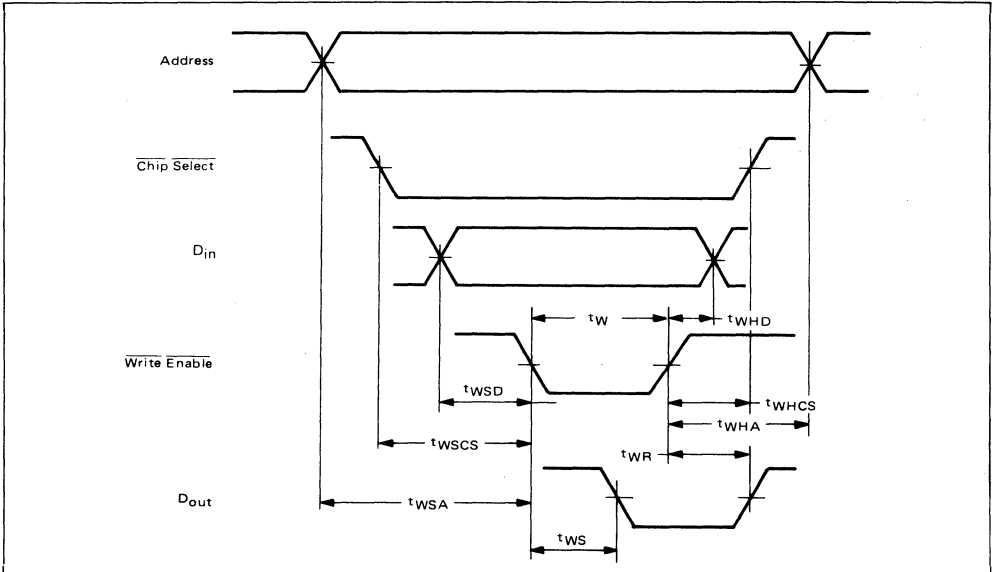 Address
Chip Select
Din
tW
tWHD
Write Enable
tWSD
tWHCS
tWHA
tWSCS
tWR
Dout
tWSA
tWS